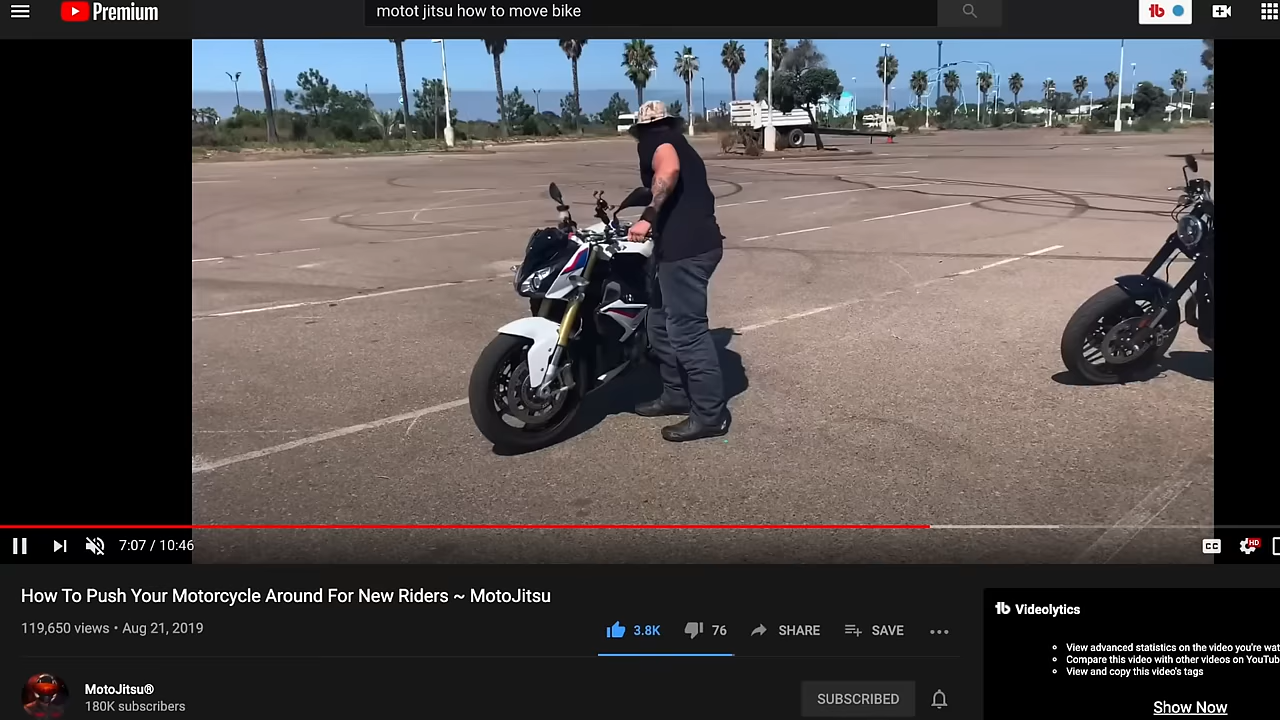 Premium
motot jitsu how to move bike
7:07 / 10:46
CC
HD
How To Push Your Motorcycle Around For New Riders ~ MotoJitsu
119,650 views • Aug 21, 2019
3.8K
76
SHARE
SAVE
MotoJitsu®
180K subscribers
SUBSCRIBED
tb Videolytics
View advanced statistics on the video you're wat
Compare this video with other videos on YouTub
View and copy this video's tags
Show Now